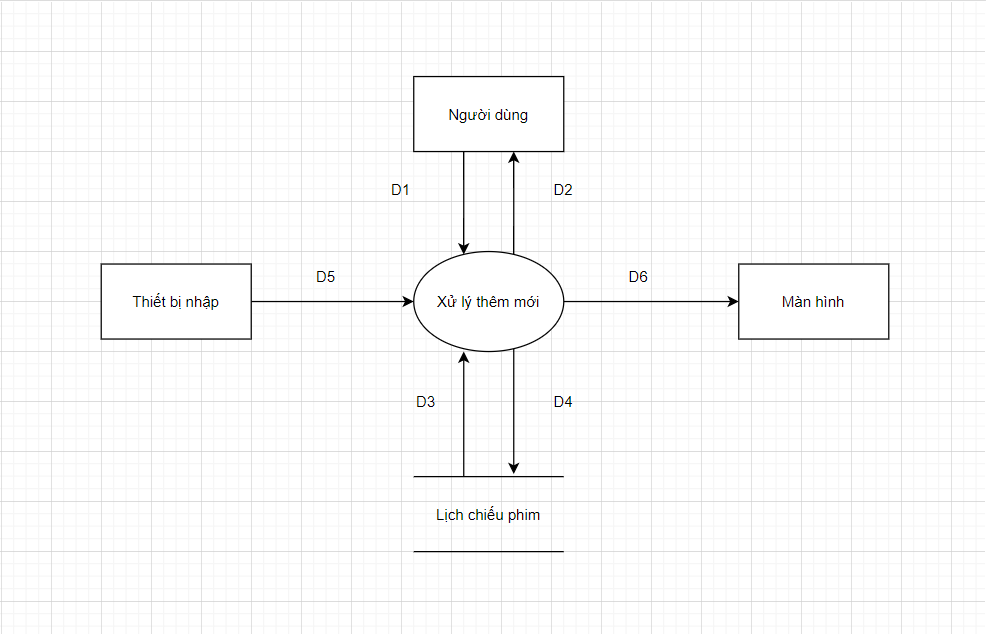 Người dùng
D1
D2
D5
D6
Thiết bị nhập
Xử lý thêm mới
Màn hình
D3
D4
Lịch chiếu phim